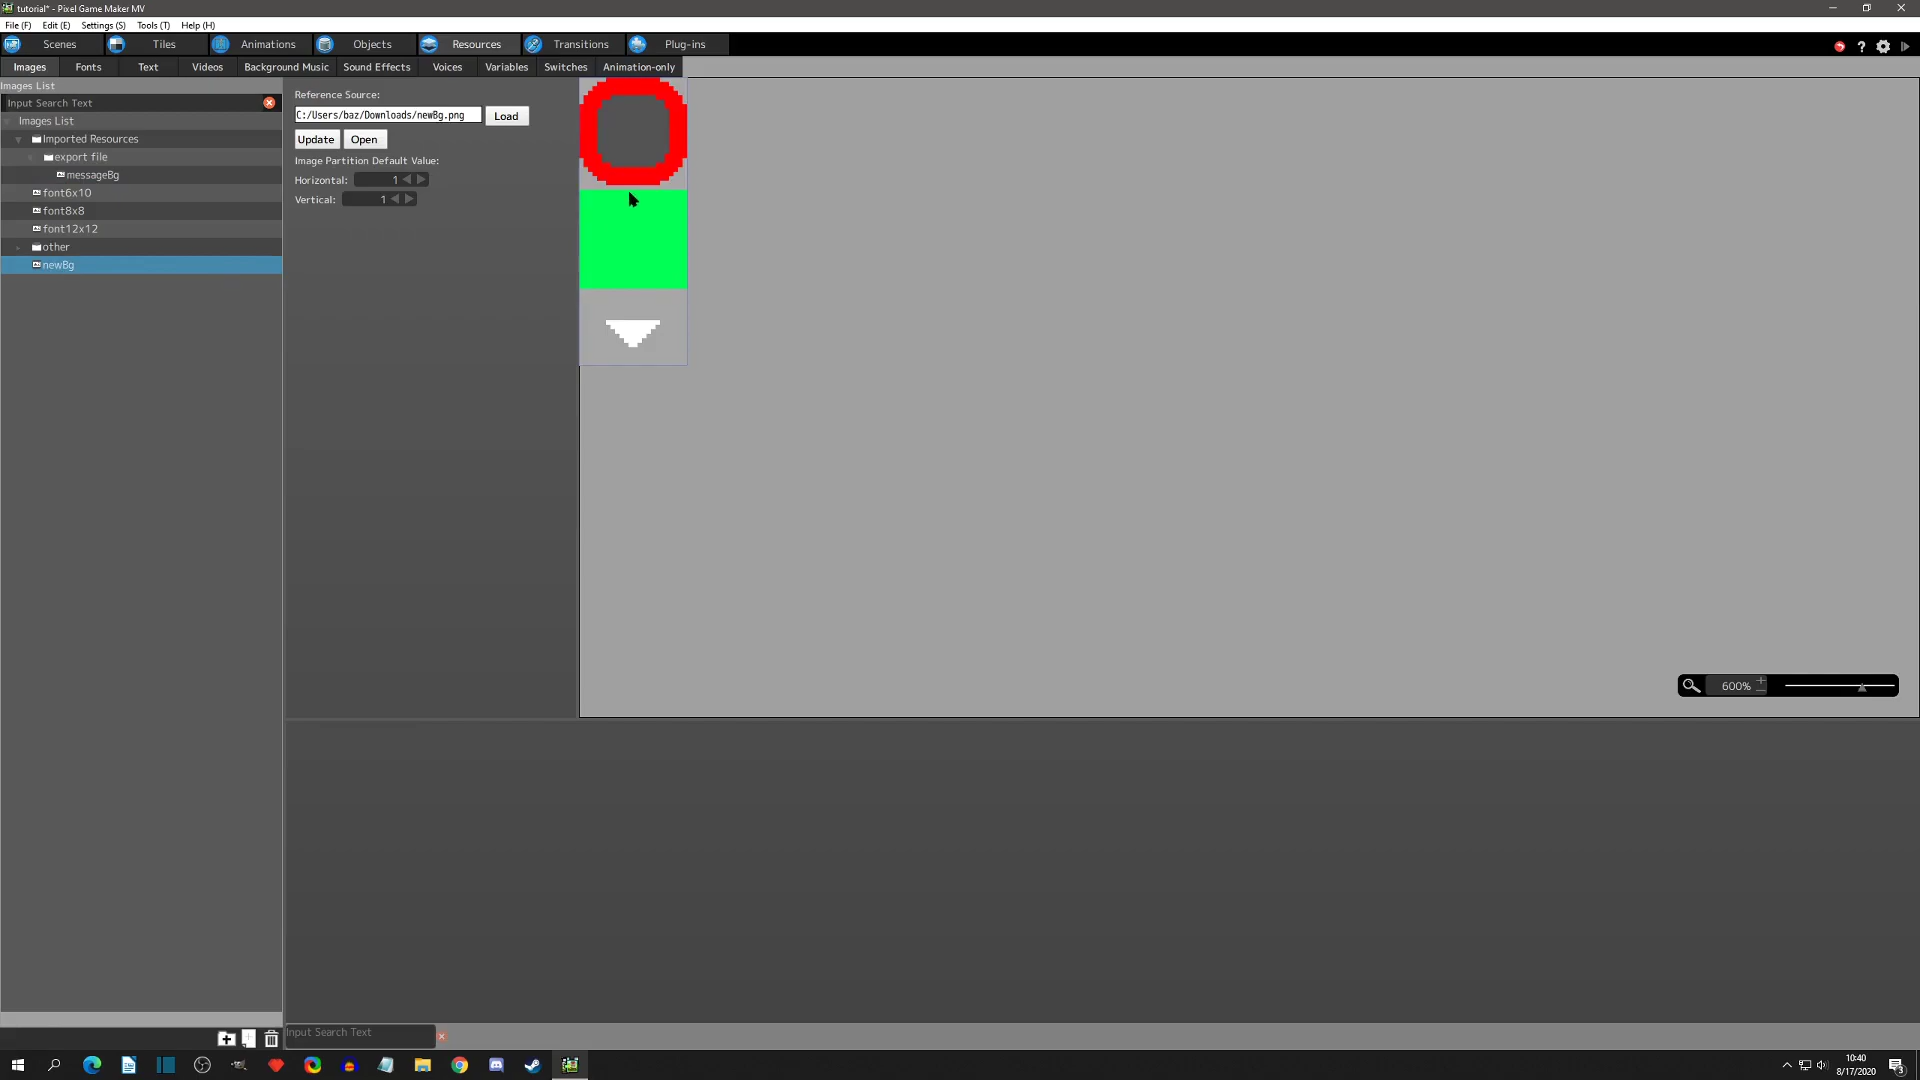 tutorial* - Pixel Game Maker MV
File (F) Edit (E) Settings (S) Tools (T) Help (H)
Scenes Tiles Animations Objects Resources Transitions Plug-ins
Images Fonts Text Videos Background Music Sound Effects Voices Variables Switches Animation-only
Images List
Input Search Text
Images List
Imported Resources
export file
messageBg
font6x10
font8x8
font12x12
other
newBg
Reference Source:
C:/Users/baz/Downloads/newBg.png Load
Update Open
Image Partition Default Value:
Horizontal: 1
Vertical: 1
600%
Input Search Text
10:40
8/17/2020
3